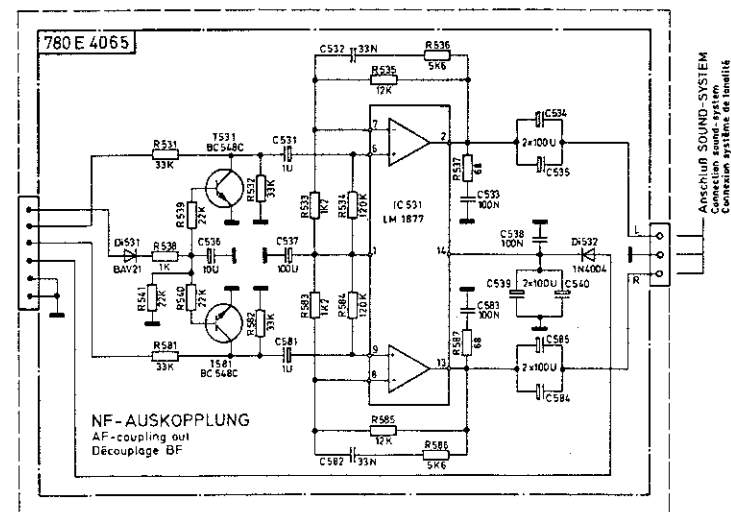 780 E 4065
C532
33N
R536
5K6
R535
12K
T531
BC548C
C531
1U
R531
33K
R532
33K
R539
22K
7
6
2
C534
2×100U
C535
R537
68
C533
100N
R533
1K2
R534
120K
IC 531
LM 1877
Di531
BAV21
R538
1K
C536
10U
C537
100U
1
14
C538
100N
Di532
1N4004
L
R
R541
22K
R540
22K
R582
33K
R583
1K2
R584
120K
C539
2×100U
C540
C583
100N
R587
68
R581
33K
T581
BC548C
C581
1U
9
8
13
C585
2×100U
C584
NF-AUSKOPPLUNG
AF-coupling out
Découplage BF
R585
12K
C582
33N
R586
5K6
Anschluß SOUND-SYSTEM
Connection sound-system
Connexion système de tonalité